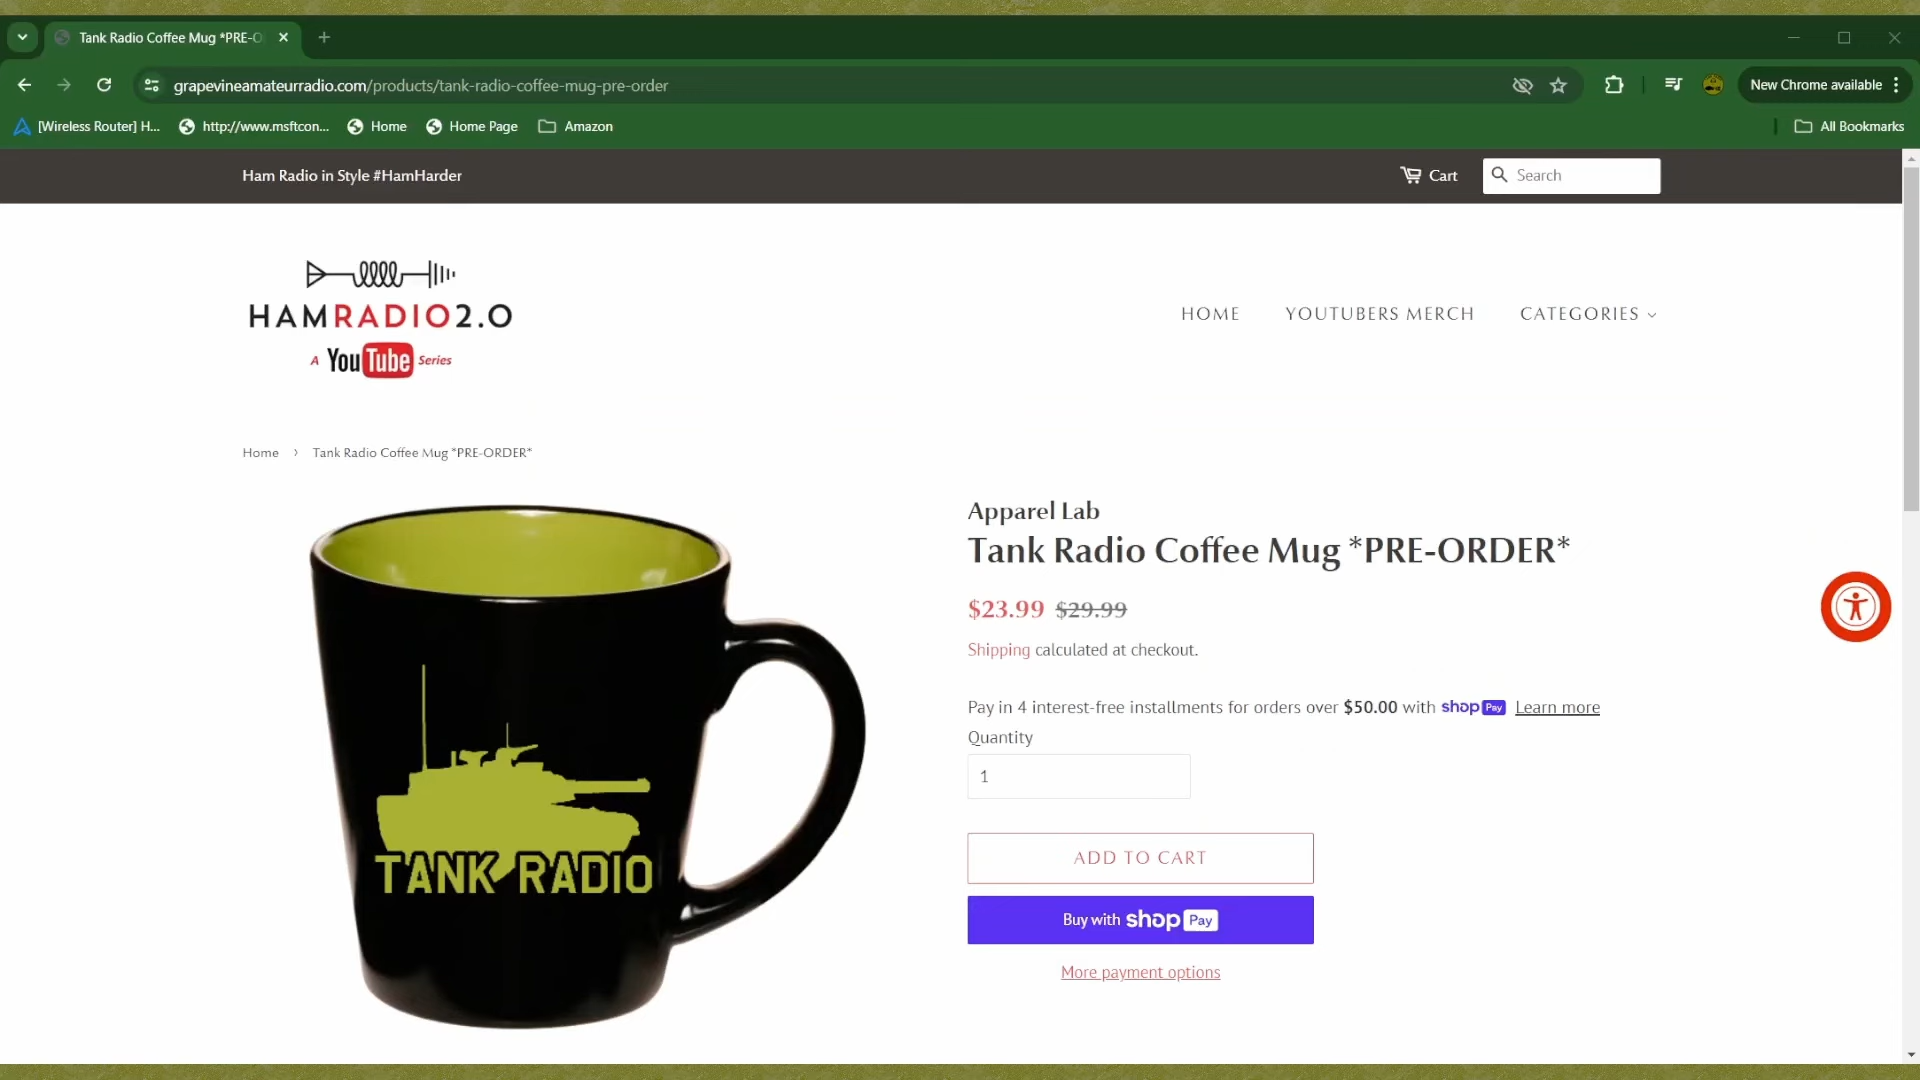 Tank Radio Coffee Mug *PRE-O
grapevineamateurradio.com/products/tank-radio-coffee-mug-pre-order
New Chrome available
[Wireless Router] H...
http://www.msftcon...
Home
Home Page
Amazon
All Bookmarks
Ham Radio in Style #HamHarder
Cart
Search
HAMRADIO2.0
A YouTube Series
HOME
YOUTUBERS MERCH
CATEGORIES
Home › Tank Radio Coffee Mug *PRE-ORDER*
TANK RADIO
Apparel Lab
Tank Radio Coffee Mug *PRE-ORDER*
$23.99 $29.99
Shipping calculated at checkout.
Pay in 4 interest-free installments for orders over $50.00 with shop Pay Learn more
Quantity
1
ADD TO CART
Buy with shop Pay
More payment options